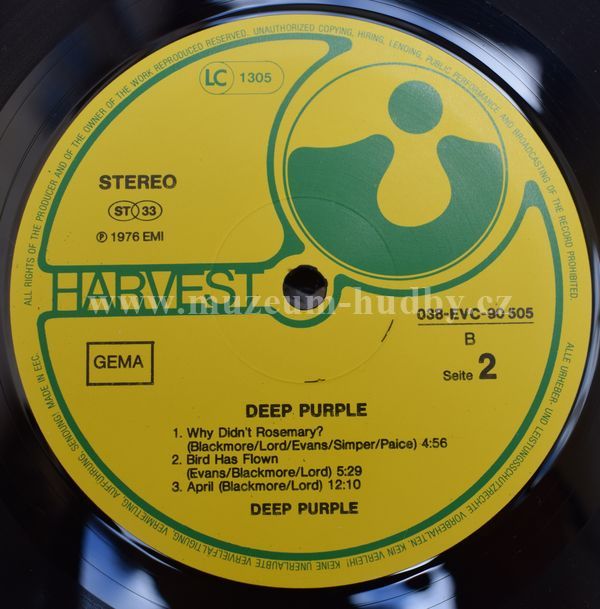 ALL RIGHTS OF THE PRODUCER AND OF THE OWNER OF THE WORK REPRODUCED RESERVED. UNAUTHORIZED COPYING, HIRING, LENDING, PUBLIC PERFORMANCE AND BROADCASTING OF THE RECORD PROHIBITED.
LC 1305
STEREO
ST 33
℗ 1976 EMI
HARVEST
www.muzeum-hudby.cz
038-EVC-90 505
B
Seite 2
GEMA
DEEP PURPLE
1. Why Didn't Rosemary?
(Blackmore/Lord/Evans/Simper/Paice) 4:56
2. Bird Has Flown
(Evans/Blackmore/Lord) 5:29
3. April (Blackmore/Lord) 12:10
DEEP PURPLE
ALLE URHEBER- UND LEISTUNGSSCHUTZRECHTE VORBEHALTEN. KEIN VERLEIH! KEINE UNERLAUBTE VERVIELFÄLTIGUNG, VERMIETUNG, AUFFÜHRUNG, SENDUNG! MADE IN EEC.